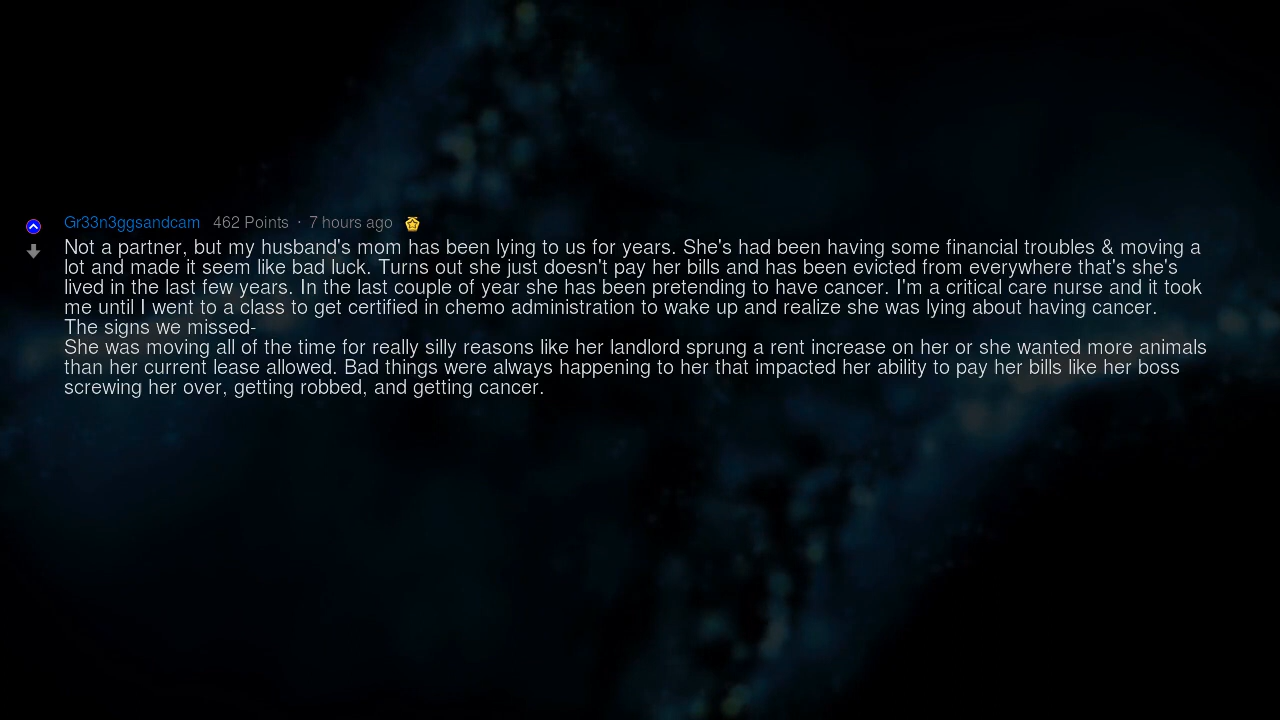 Gr33n3ggsandcam 462 Points · 7 hours ago
Not a partner, but my husband's mom has been lying to us for years. She's had been having some financial troubles & moving a
lot and made it seem like bad luck. Turns out she just doesn't pay her bills and has been evicted from everywhere that's she's
lived in the last few years. In the last couple of year she has been pretending to have cancer. I'm a critical care nurse and it took
me until I went to a class to get certified in chemo administration to wake up and realize she was lying about having cancer.
The signs we missed-
She was moving all of the time for really silly reasons like her landlord sprung a rent increase on her or she wanted more animals
than her current lease allowed. Bad things were always happening to her that impacted her ability to pay her bills like her boss
screwing her over, getting robbed, and getting cancer.